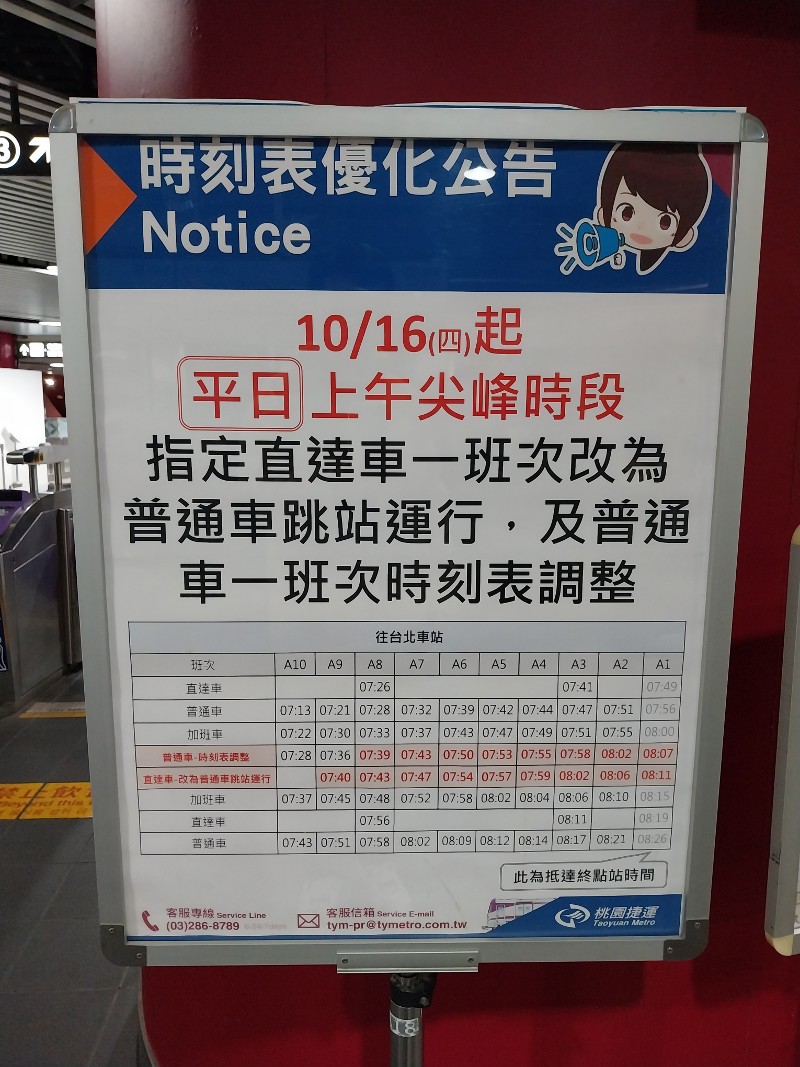 3
時刻表優化公告
Notice
10/16(四)起
平日上午尖峰時段
指定直達車一班次改為
普通車跳站運行，及普通
車一班次時刻表調整
往台北車站
班次 A10 A9 A8 A7 A6 A5 A4 A3 A2 A1
直達車 07:26 07:41 07:49
普通車 07:13 07:21 07:28 07:32 07:39 07:42 07:44 07:47 07:51 07:56
加班車 07:22 07:30 07:33 07:37 07:43 07:47 07:49 07:51 07:55 08:00
普通車-時刻表調整 07:28 07:36 07:39 07:43 07:50 07:53 07:55 07:58 08:02 08:07
直達車-改為普通車跳站運行 07:40 07:43 07:47 07:54 07:57 07:59 08:02 08:06 08:11
加班車 07:37 07:45 07:48 07:52 07:58 08:02 08:04 08:06 08:10 08:15
直達車 07:56 08:11 08:19
普通車 07:43 07:51 07:58 08:02 08:09 08:12 08:14 08:17 08:21 08:26
此為抵達終點站時間
客服專線 Service Line
(03)286-8789
客服信箱 Service E-mail
tym-pr@tymetro.com.tw
桃園捷運
Taoyuan Metro
禁止飲
18